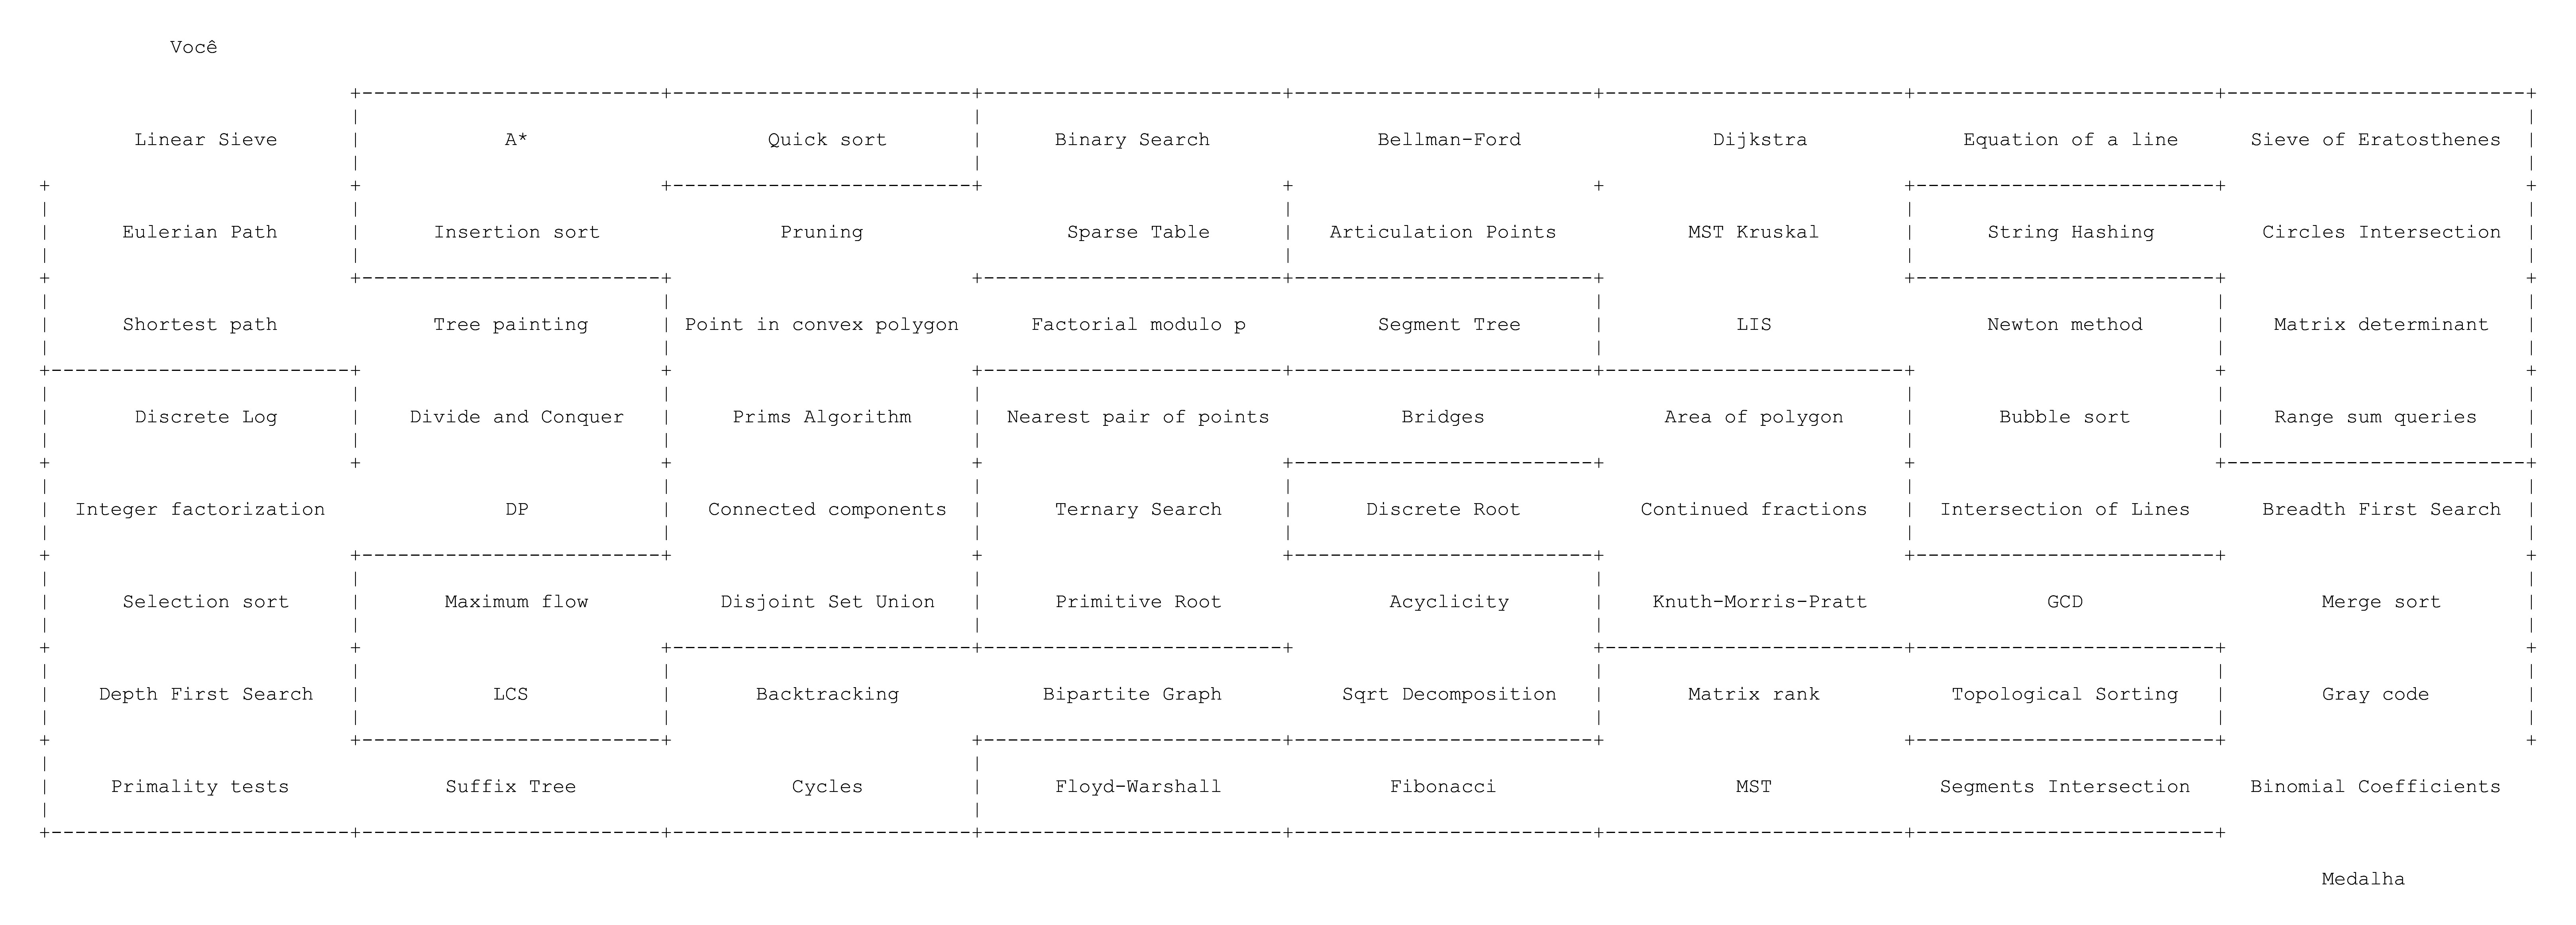 Você
Linear Sieve A* Quick sort Binary Search Bellman-Ford Dijkstra Equation of a line Sieve of Eratosthenes
Eulerian Path Insertion sort Pruning Sparse Table Articulation Points MST Kruskal String Hashing Circles Intersection
Shortest path Tree painting Point in convex polygon Factorial modulo p Segment Tree LIS Newton method Matrix determinant
Discrete Log Divide and Conquer Prims Algorithm Nearest pair of points Bridges Area of polygon Bubble sort Range sum queries
Integer factorization DP Connected components Ternary Search Discrete Root Continued fractions Intersection of Lines Breadth First Search
Selection sort Maximum flow Disjoint Set Union Primitive Root Acyclicity Knuth-Morris-Pratt GCD Merge sort
Depth First Search LCS Backtracking Bipartite Graph Sqrt Decomposition Matrix rank Topological Sorting Gray code
Primality tests Suffix Tree Cycles Floyd-Warshall Fibonacci MST Segments Intersection Binomial Coefficients
Medalha